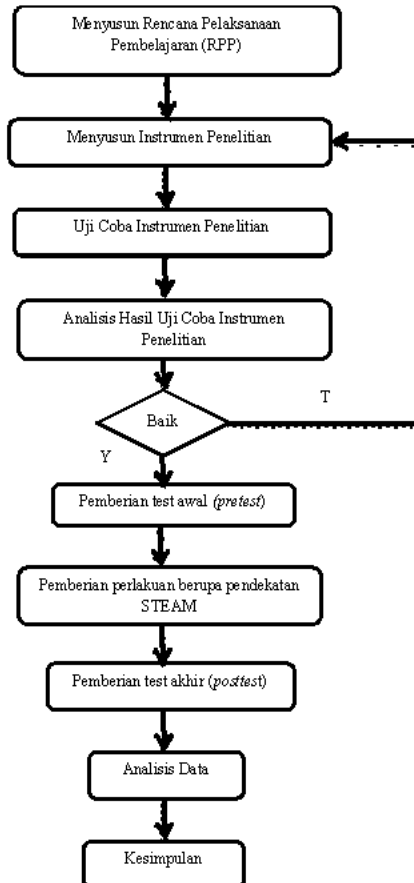 Menyusun Rencana Pelaksanaan
Pembelajaran (RPP)
Menyusun Instrumen Penelitian
Uji Coba Instrumen Penelitian
Analisis Hasil Uji Coba Instrumen
Penelitian
Baik
T
Y
Pemberian test awal (pretest)
Pemberian perlakuan berupa pendekatan
STEAM
Pemberian test akhir (posttest)
Analisis Data
Kesimpulan